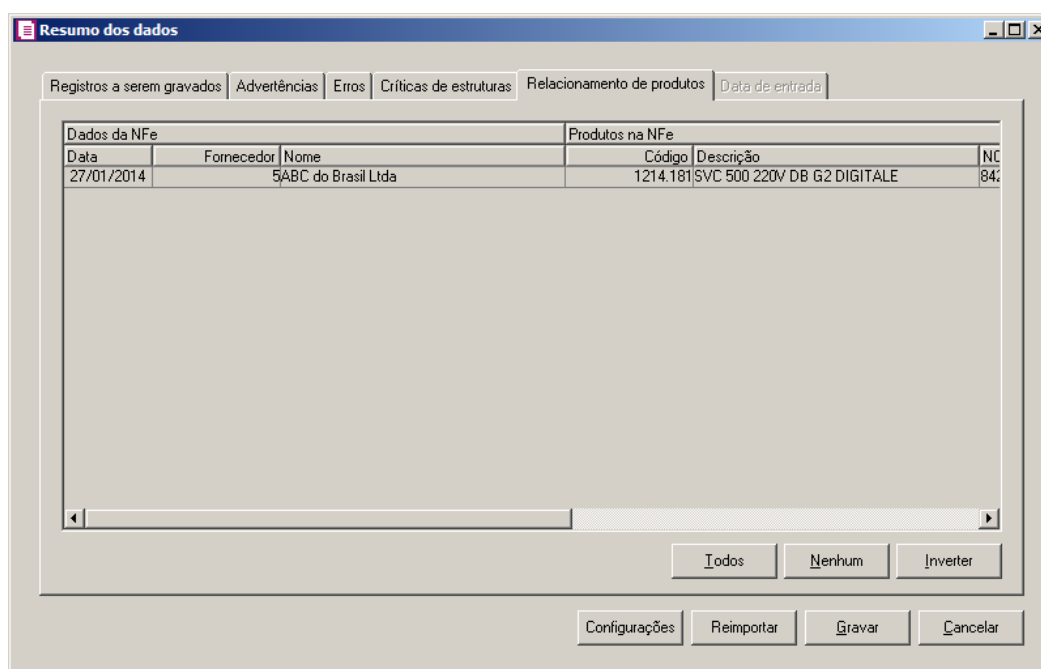 Resumo dos dados
Registros a serem gravados Advertências Erros Críticas de estruturas Relacionamento de produtos Data de entrada
Dados da NFe Produtos na NFe
Data Fornecedor Nome Código Descrição
27/01/2014 5 ABC do Brasil Ltda 1214.181 SVC 500 220V DB G2 DIGITALE
Todos Nenhum Inverter
Configurações Reimportar Gravar Cancelar